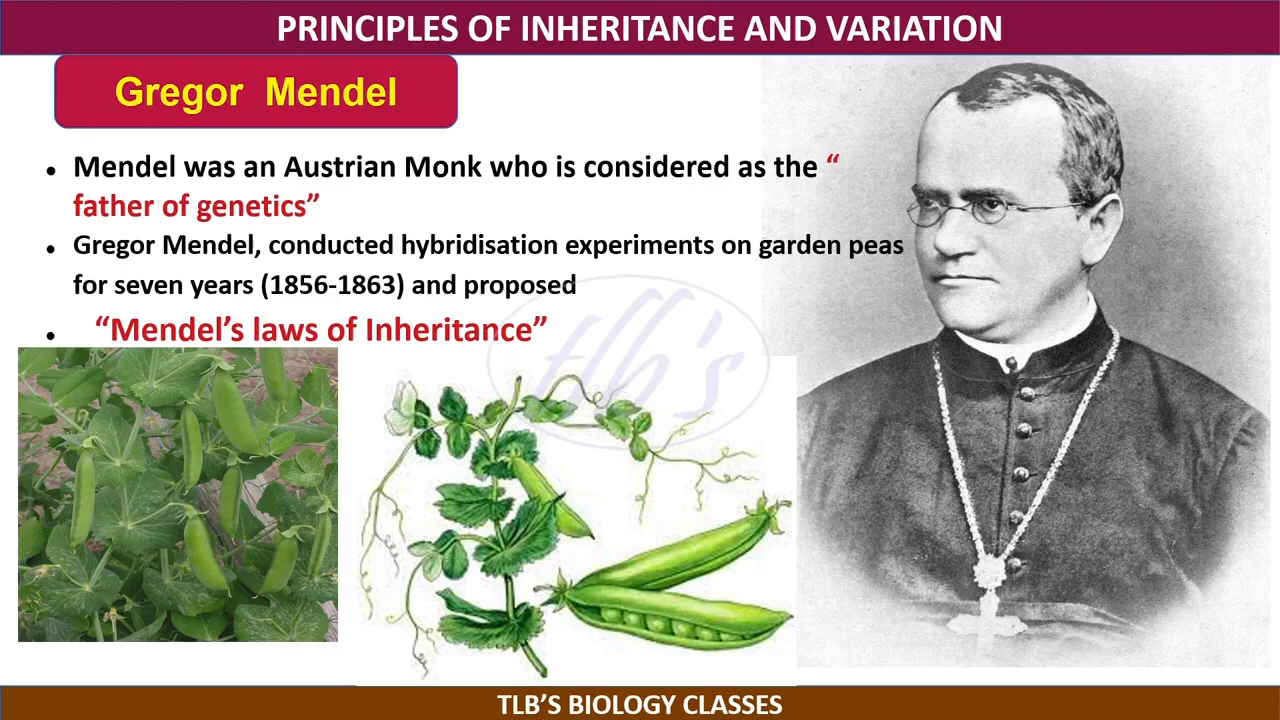 PRINCIPLES OF INHERITANCE AND VARIATION
Gregor Mendel
• Mendel was an Austrian Monk who is considered as the “
father of genetics”
• Gregor Mendel, conducted hybridisation experiments on garden peas
for seven years (1856-1863) and proposed
• “Mendel’s laws of Inheritance”
tlb's
TLB’S BIOLOGY CLASSES